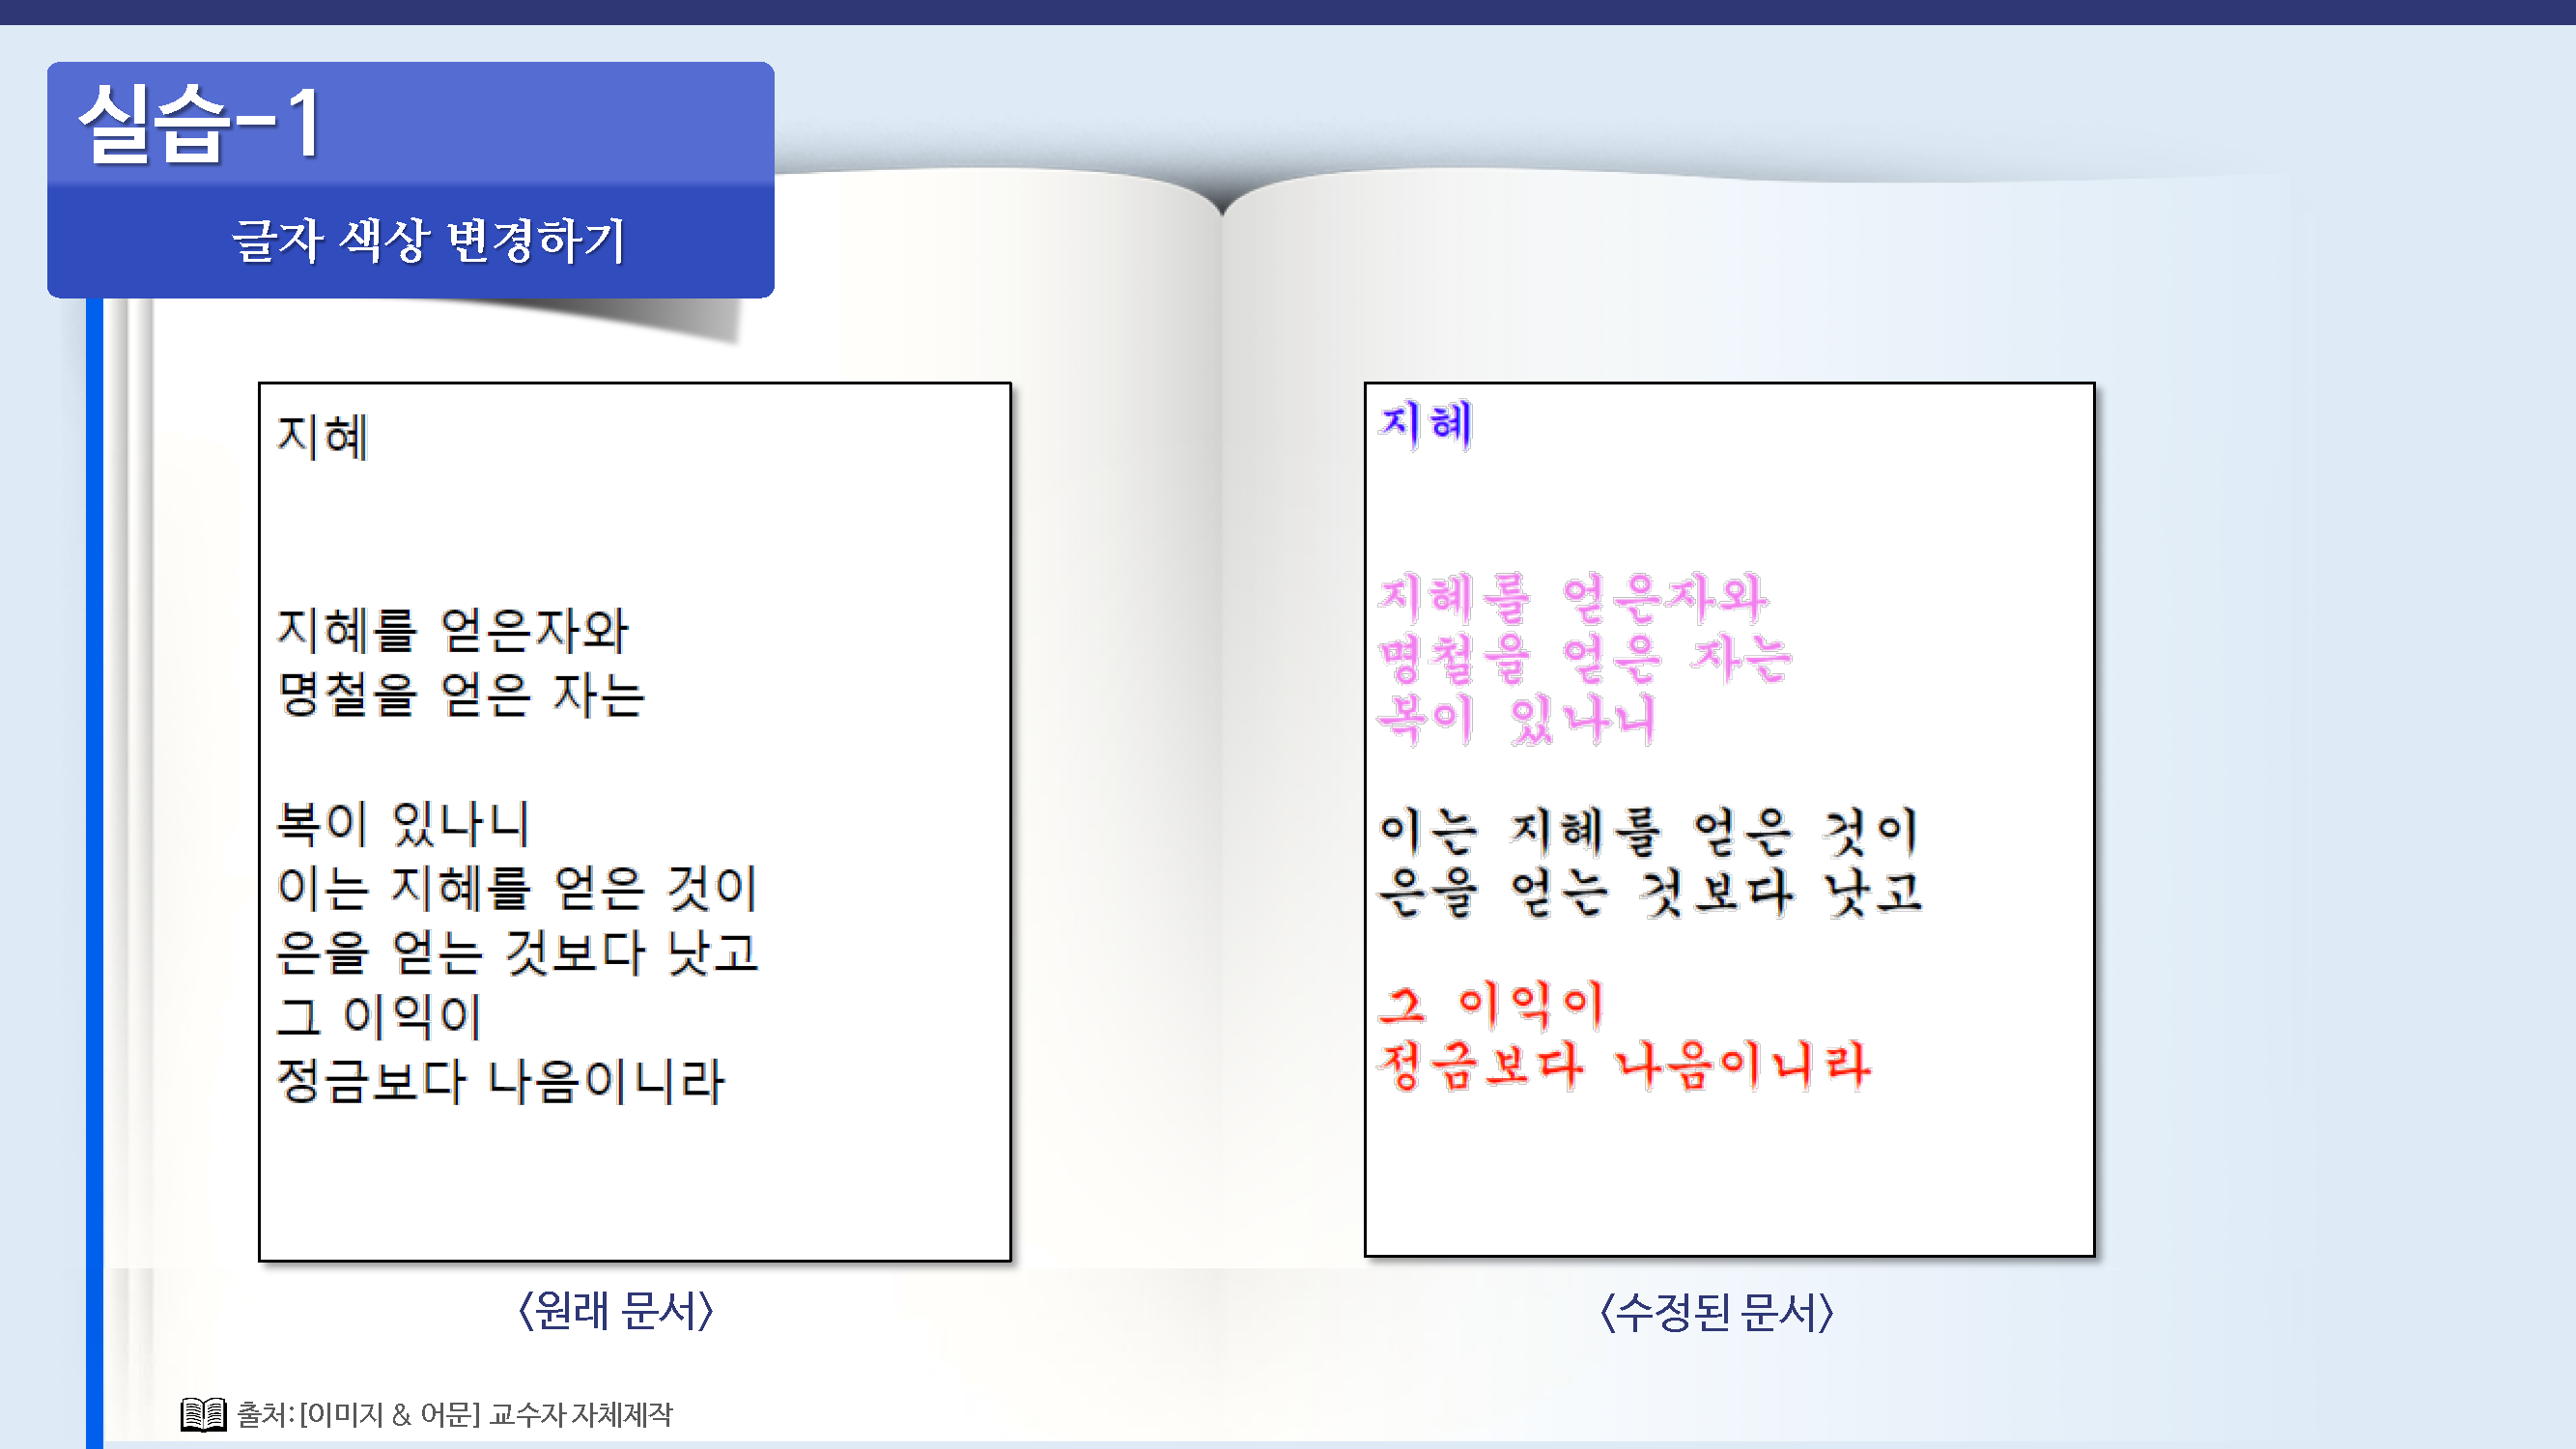 실습-1
글자 색상 변경하기
지혜
지혜를 얻은자와
명철을 얻은 자는
복이 있나니
이는 지혜를 얻은 것이
은을 얻는 것보다 낫고
그 이익이
정금보다 나음이니라
<원래 문서>
지혜
지혜를 얻은자와
명철을 얻은 자는
복이 있나니
이는 지혜를 얻은 것이
은을 얻는 것보다 낫고
그 이익이
정금보다 나음이니라
<수정된 문서>
출처:[이미지 & 어문] 교수자 자체제작